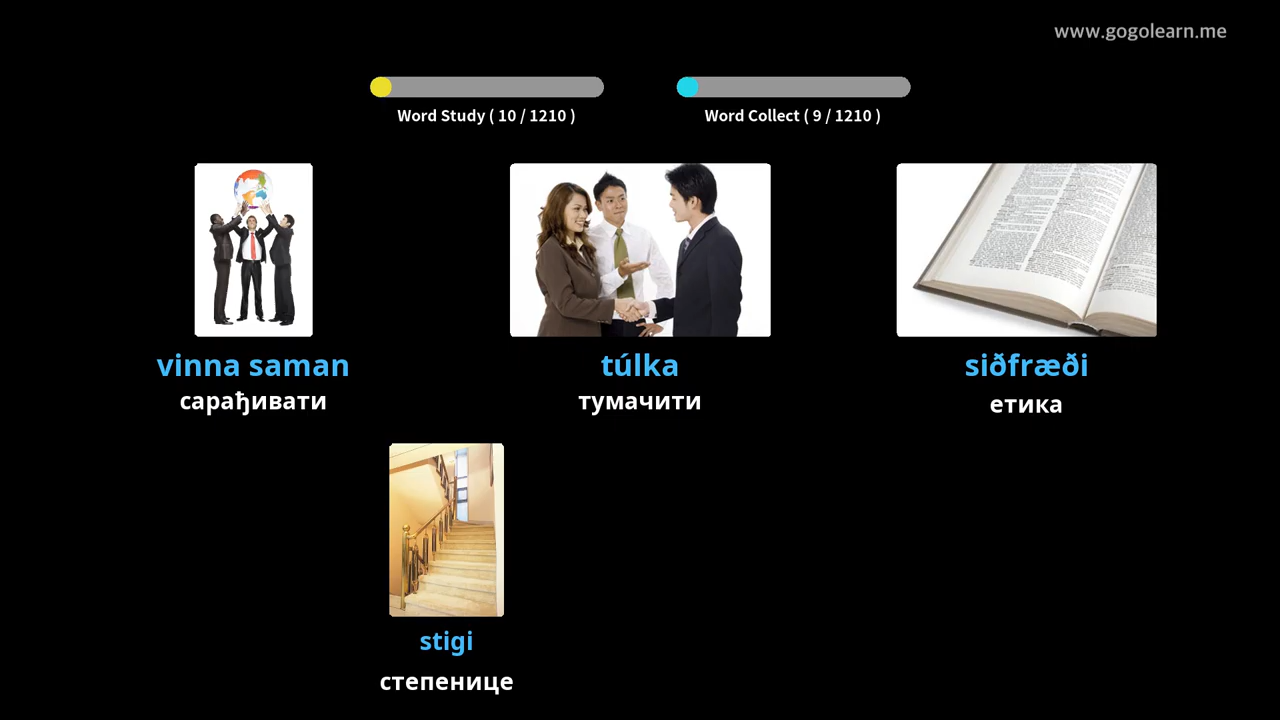 www.gogolearn.me
Word Study ( 10 / 1210 )
Word Collect ( 9 / 1210 )
vinna saman
сарађивати
túlka
тумачити
siðfræði
етика
stigi
степенице